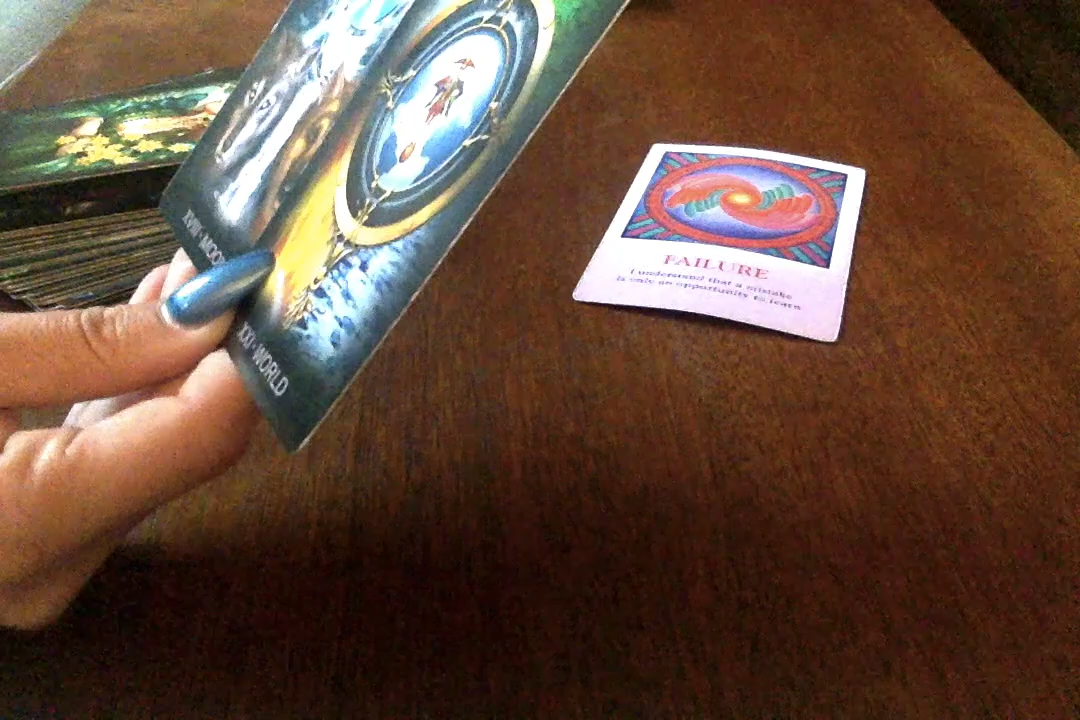 XVIII · MOON
XXI · WORLD
FAILURE
I understand that a mistake
is only an opportunity to learn